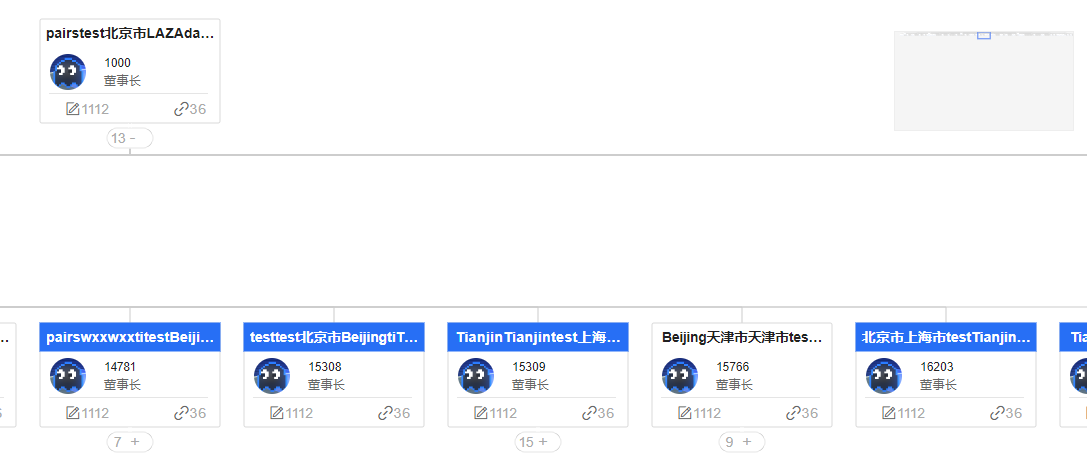 pairstest北京市LAZAda...
1000
董事长
1112 36
13 -
... pairswxxwxxtitestBeiji... testtest北京市BeijingtiT... TianjinTianjintest上海... Beijing天津市天津市tes... 北京市上海市testTianjin... Tia
14781 15308 15309 15766 16203
董事长 董事长 董事长 董事长 董事长
6 1112 36 1112 36 1112 36 1112 36 1112 36
7 + 15 + 9 +